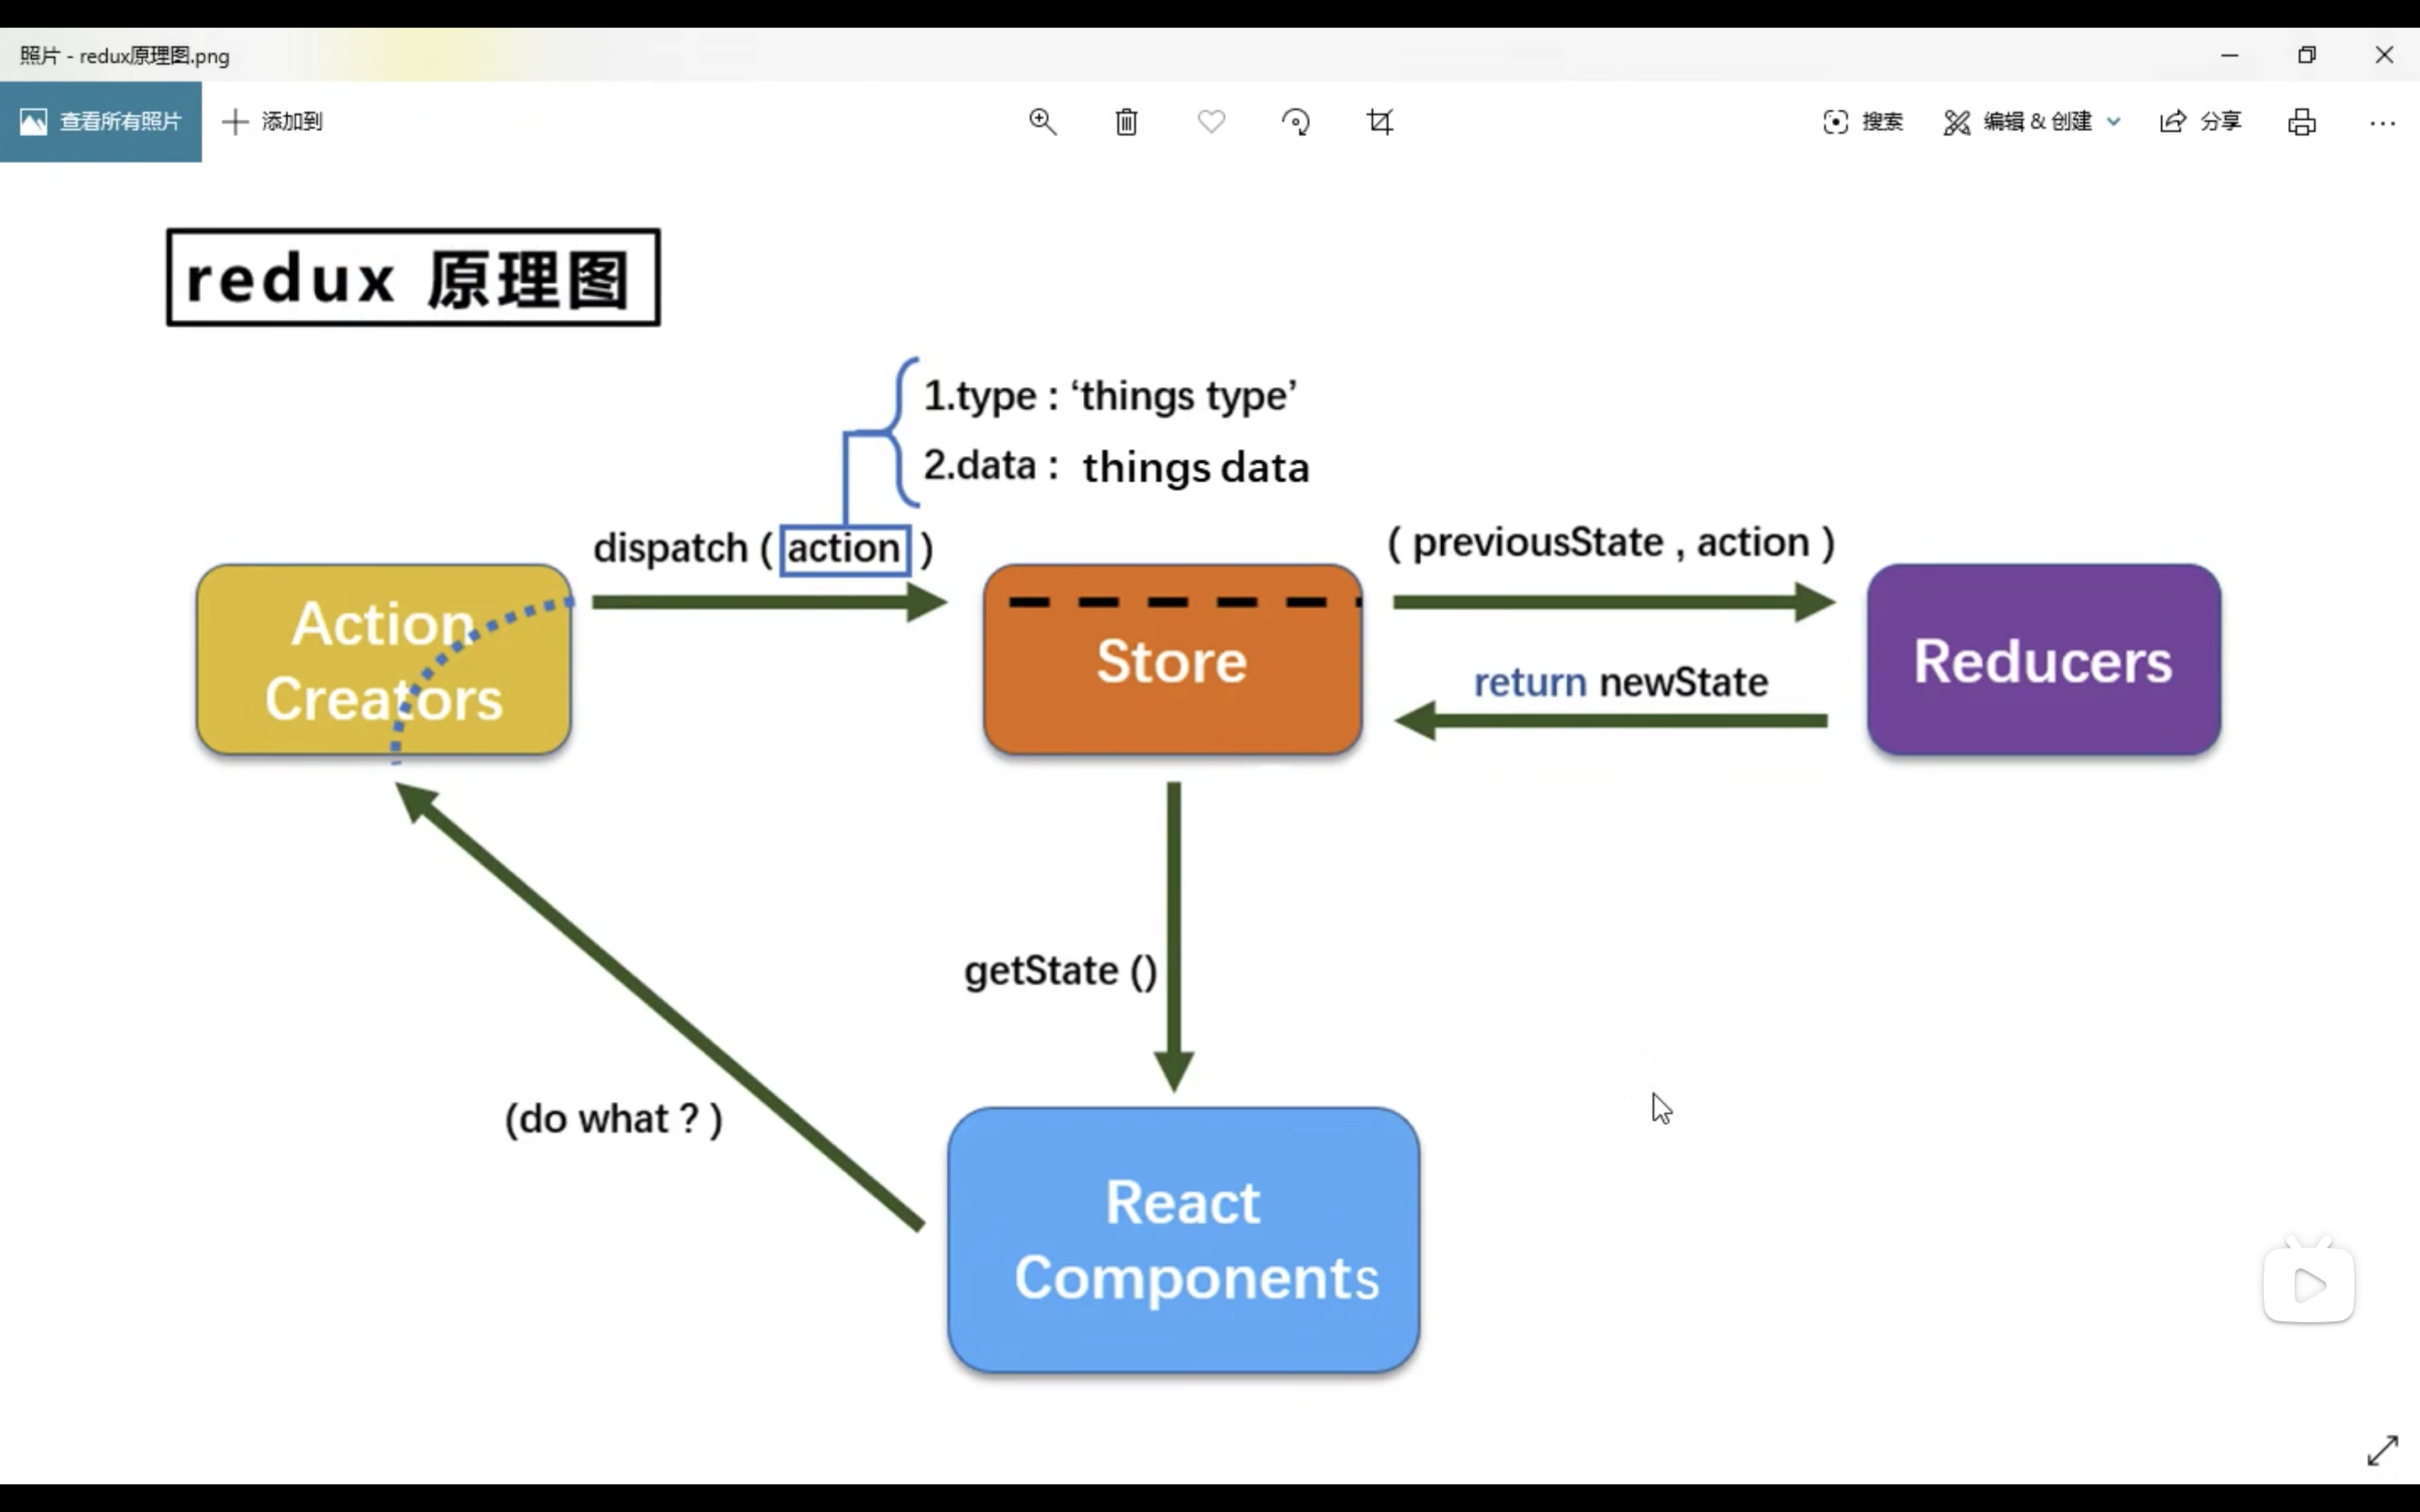 照片 - redux原理图.png
查看所有照片
添加到
搜索
编辑 & 创建
分享
redux 原理图
1.type : ‘things type’
2.data : things data
dispatch ( action )
( previousState , action )
Action
Creators
Store
return newState
Reducers
getState ()
(do what ? )
React
Components